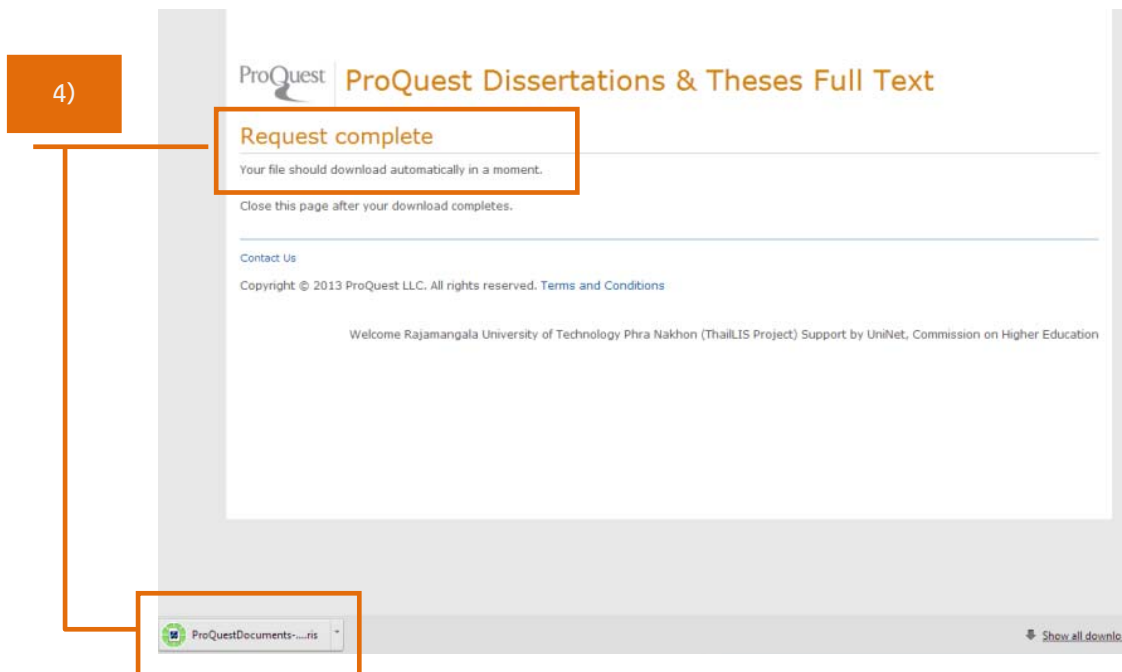 4)
ProQuest
ProQuest Dissertations & Theses Full Text
Request complete
Your file should download automatically in a moment.
Close this page after your download completes.
Contact Us
Copyright © 2013 ProQuest LLC. All rights reserved. Terms and Conditions
Welcome Rajamangala University of Technology Phra Nakhon (ThaiLIS Project) Support by UniNet, Commission on Higher Education
ProQuestDocuments-....ris
Show all downlo